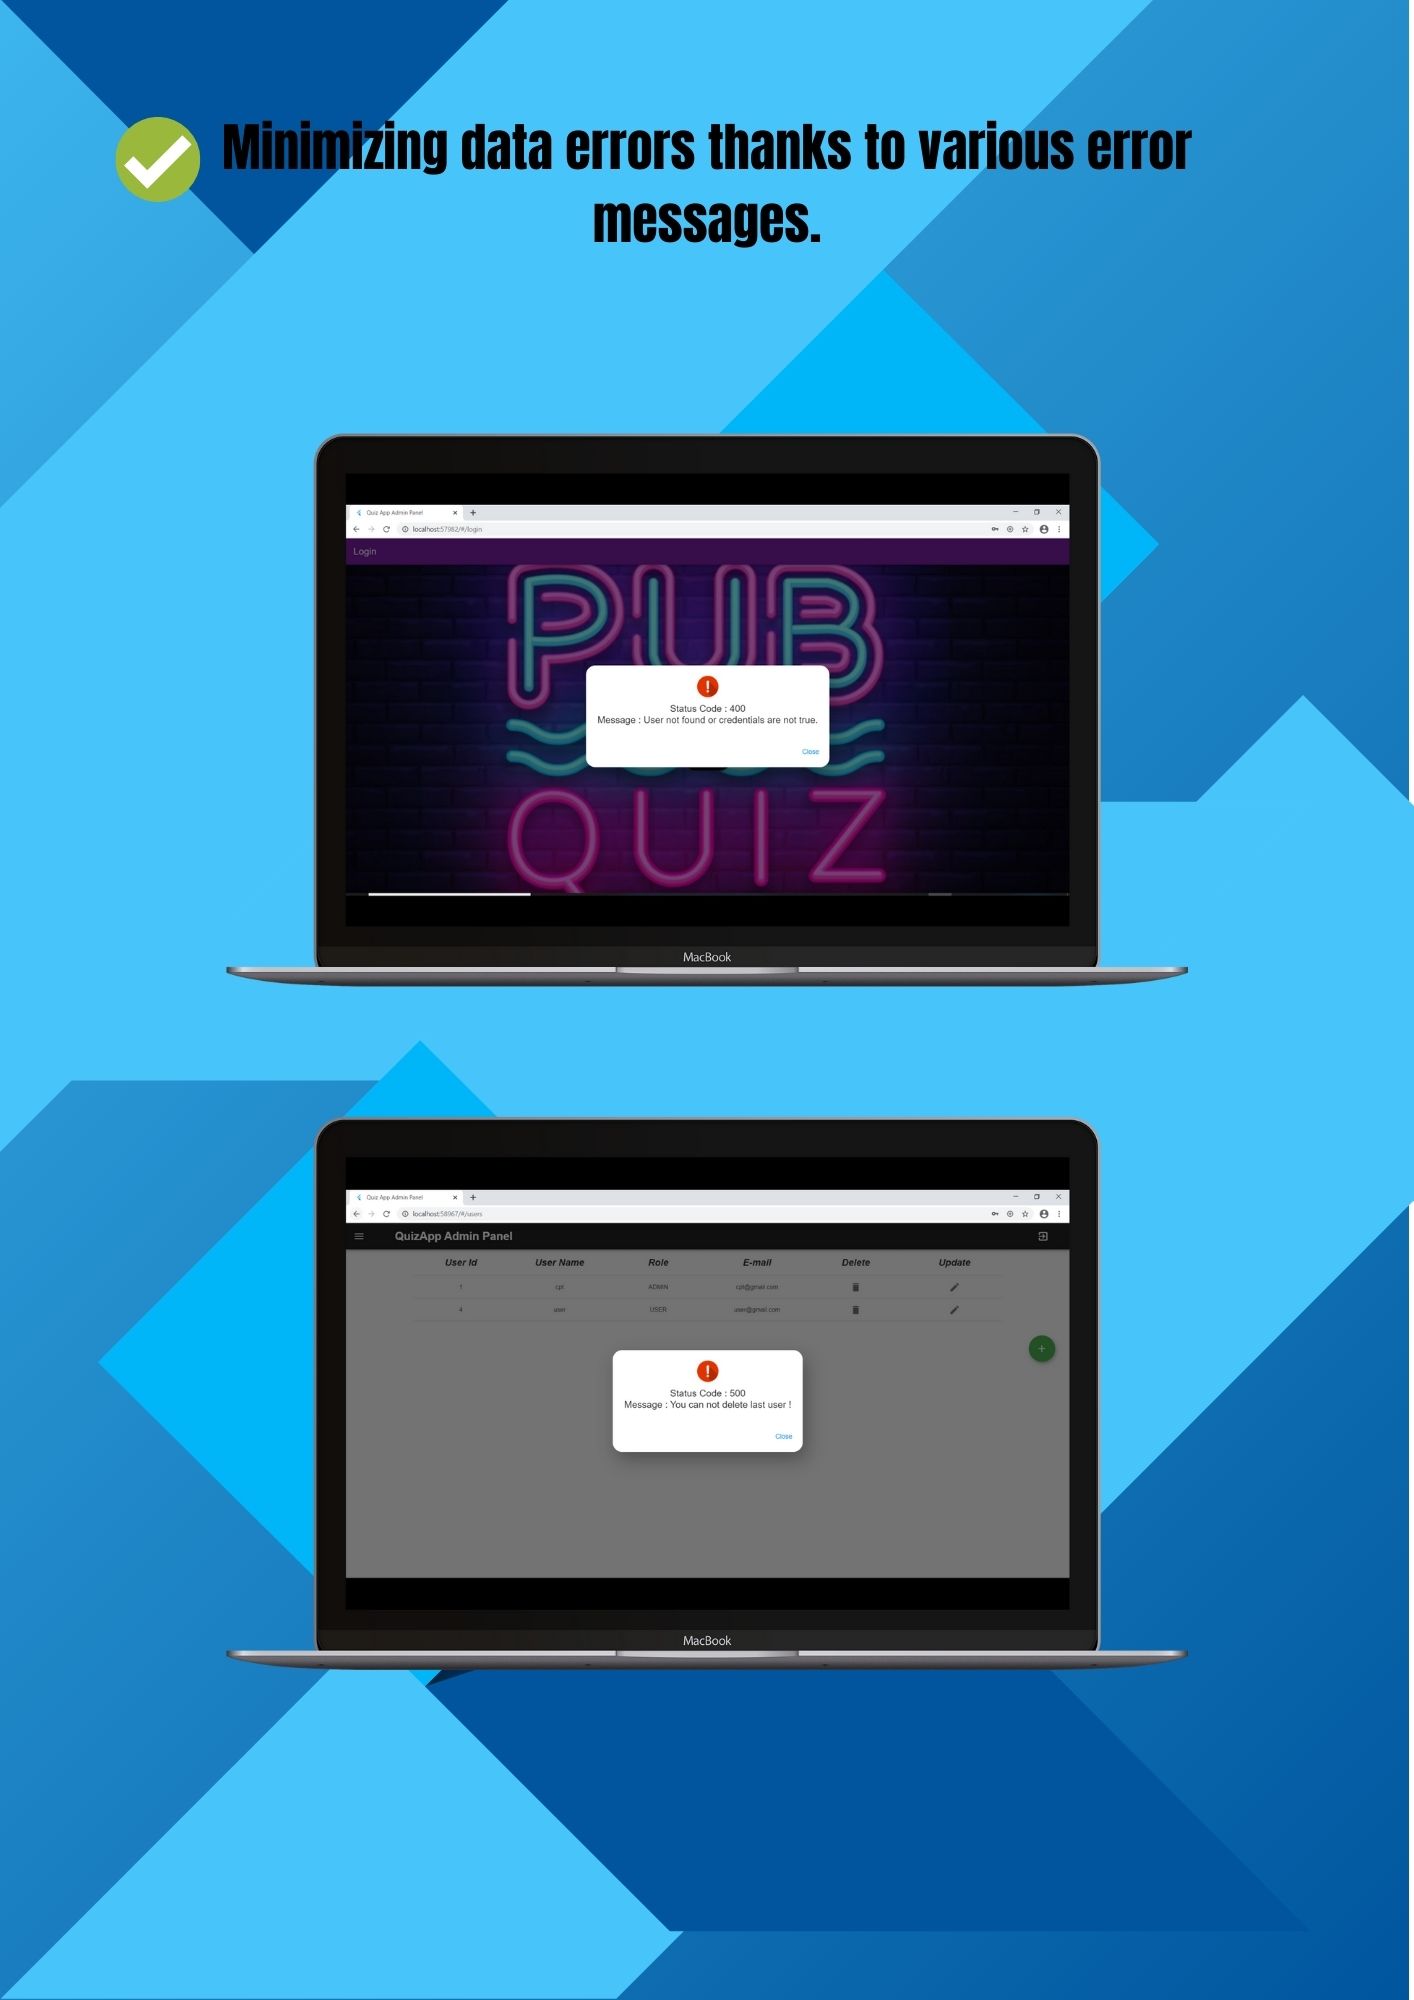 Minimizing data errors thanks to various error
messages.
Quiz App Admin Panel
localhost:57982/#/login
Login
PUB
QUIZ
Status Code : 400
Message : User not found or credentials are not true.
Close
MacBook
Quiz App Admin Panel
localhost:58967/#/users
QuizApp Admin Panel
User Id User Name Role E-mail Delete Update
1 cpt ADMIN cpt@gmail.com
4 user USER user@gmail.com
Status Code : 500
Message : You can not delete last user !
Close
MacBook